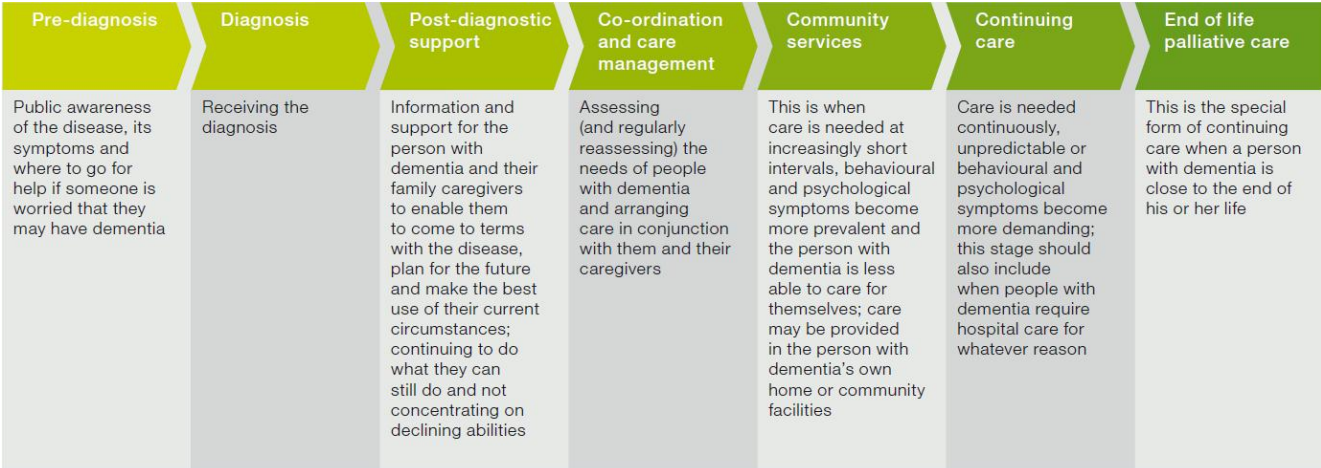 Pre-diagnosis
Diagnosis
Post-diagnostic
support
Co-ordination
and care
management
Community
services
Continuing
care
End of life
palliative care
Public awareness
of the disease, its
symptoms and
where to go for
help if someone is
worried that they
may have dementia
Receiving the
diagnosis
Information and
support for the
person with
dementia and their
family caregivers
to enable them
to come to terms
with the disease,
plan for the future
and make the best
use of their current
circumstances;
continuing to do
what they can
still do and not
concentrating on
declining abilities
Assessing
(and regularly
reassessing) the
needs of people
with dementia
and arranging
care in conjunction
with them and their
caregivers
This is when
care is needed at
increasingly short
intervals, behavioural
and psychological
symptoms become
more prevalent and
the person with
dementia is less
able to care for
themselves; care
may be provided
in the person with
dementia's own
home or community
facilities
Care is needed
continuously,
unpredictable or
behavioural and
psychological
symptoms become
more demanding;
this stage should
also include
when people with
dementia require
hospital care for
whatever reason
This is the special
form of continuing
care when a person
with dementia is
close to the end of
his or her life